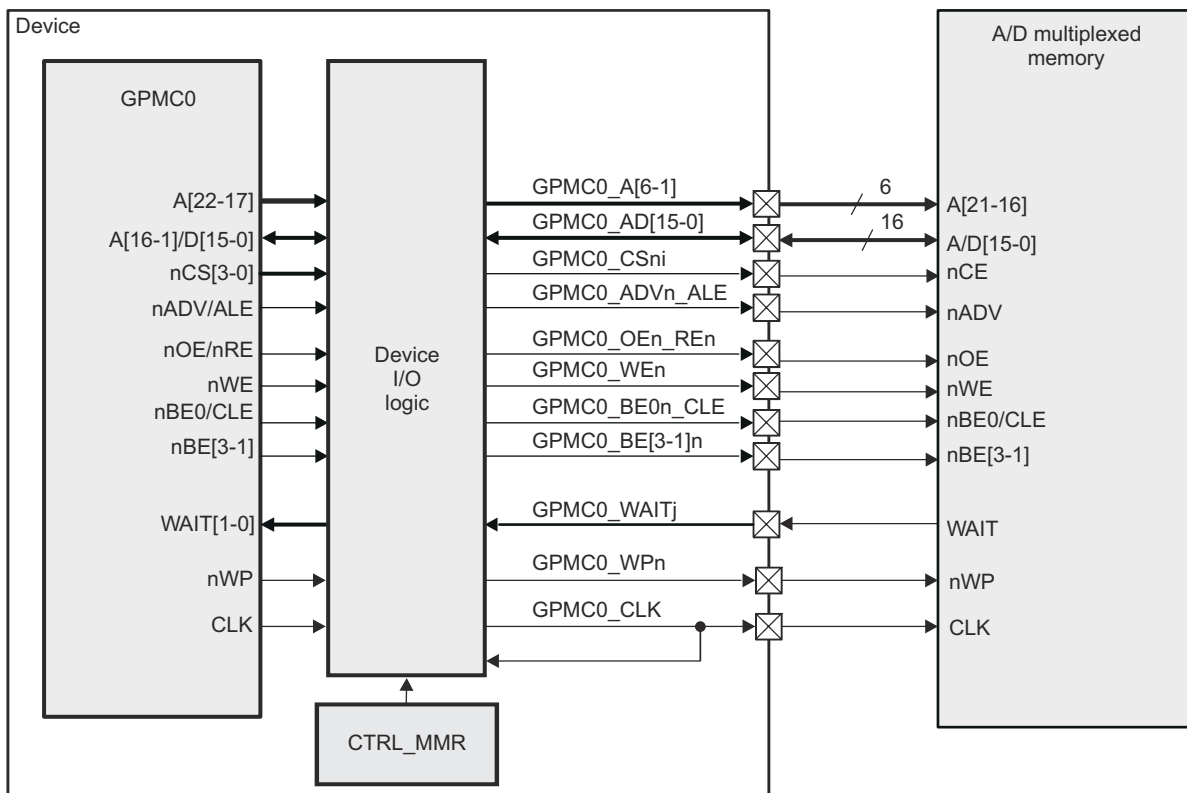 Device
GPMC0
A[22-17]
A[16-1]/D[15-0]
nCS[3-0]
nADV/ALE
nOE/nRE
nWE
nBE0/CLE
nBE[3-1]
WAIT[1-0]
nWP
CLK
Device
I/O
logic
CTRL_MMR
GPMC0_A[6-1]
GPMC0_AD[15-0]
GPMC0_CSni
GPMC0_ADVn_ALE
GPMC0_OEn_REn
GPMC0_WEn
GPMC0_BE0n_CLE
GPMC0_BE[3-1]n
GPMC0_WAITj
GPMC0_WPn
GPMC0_CLK
6
16
A/D multiplexed
memory
A[21-16]
A/D[15-0]
nCE
nADV
nOE
nWE
nBE0/CLE
nBE[3-1]
WAIT
nWP
CLK